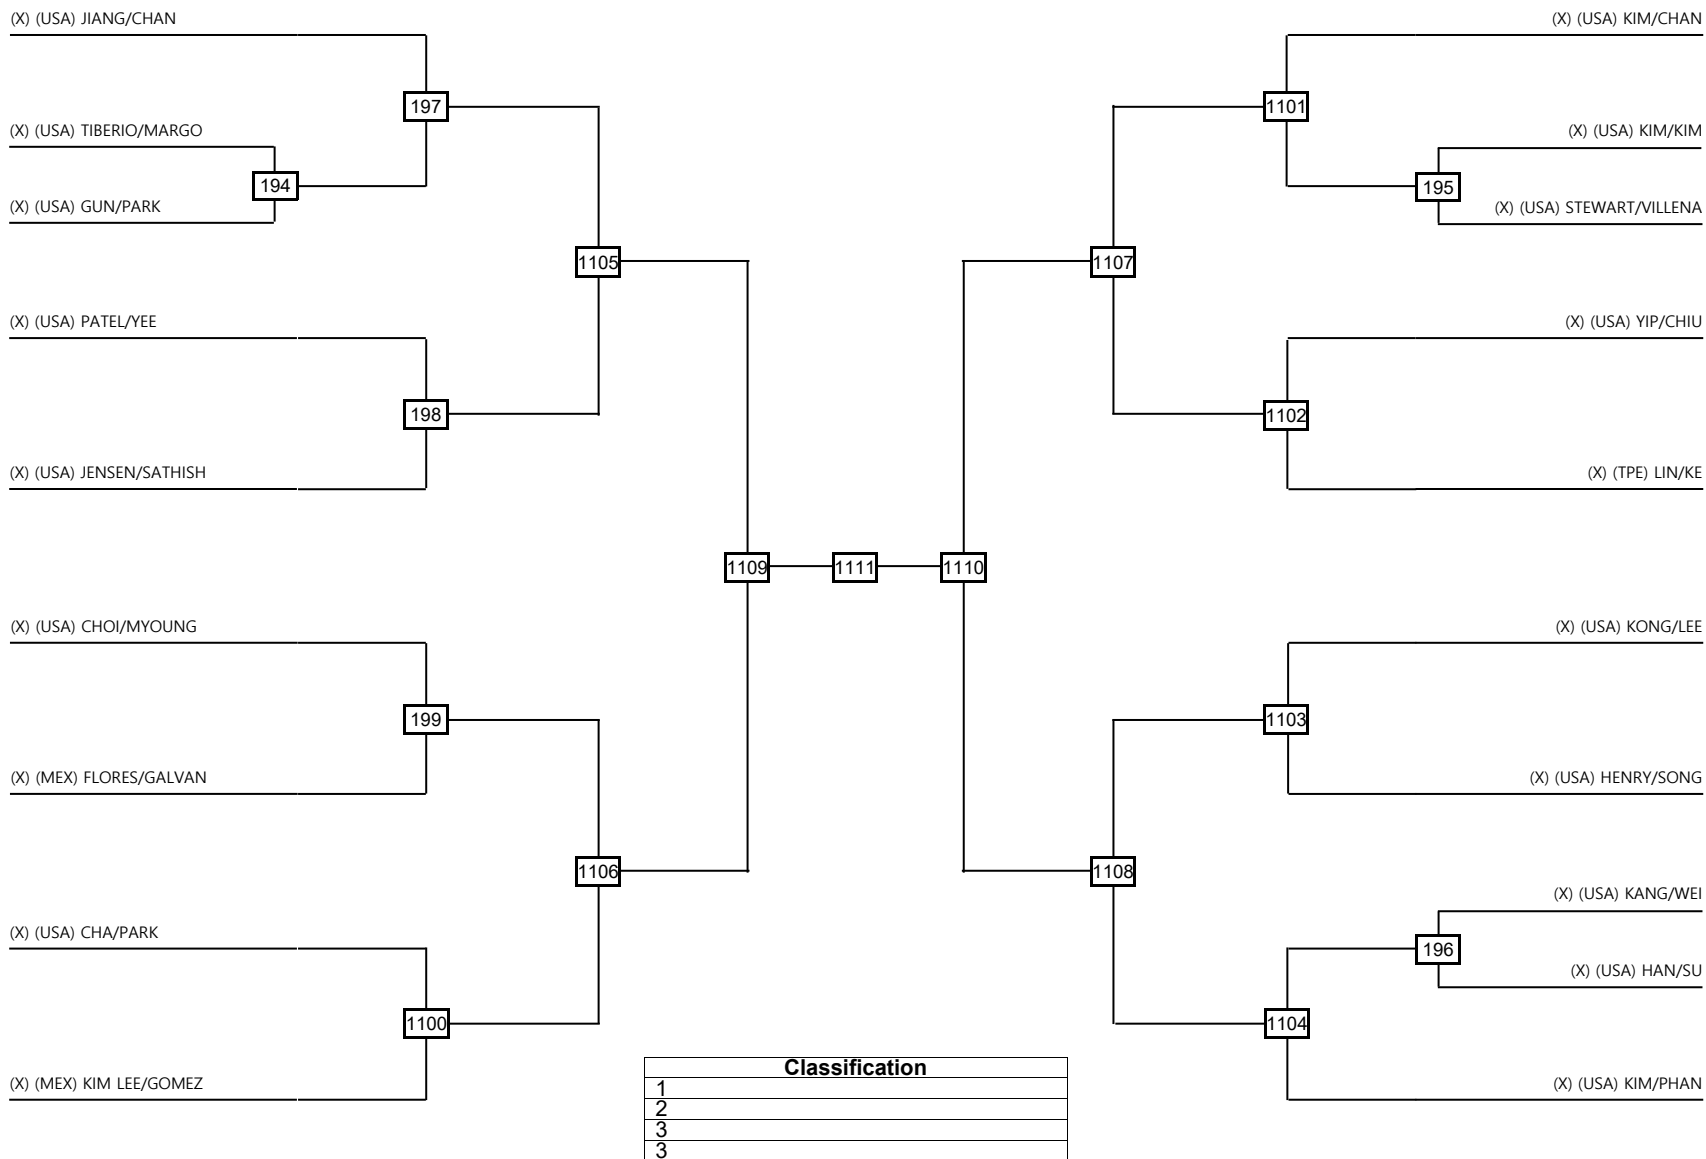 (X) (USA) JIANG/CHAN
(X) (USA) KIM/CHAN
197
1101
(X) (USA) TIBERIO/MARGO
(X) (USA) KIM/KIM
194
195
(X) (USA) GUN/PARK
(X) (USA) STEWART/VILLENA
1105
1107
(X) (USA) PATEL/YEE
(X) (USA) YIP/CHIU
198
1102
(X) (USA) JENSEN/SATHISH
(X) (TPE) LIN/KE
1109
1111
1110
(X) (USA) CHOI/MYOUNG
(X) (USA) KONG/LEE
199
1103
(X) (MEX) FLORES/GALVAN
(X) (USA) HENRY/SONG
1106
1108
(X) (USA) KANG/WEI
(X) (USA) CHA/PARK
196
(X) (USA) HAN/SU
1100
1104
(X) (MEX) KIM LEE/GOMEZ
(X) (USA) KIM/PHAN
Classification
1
2
3
3